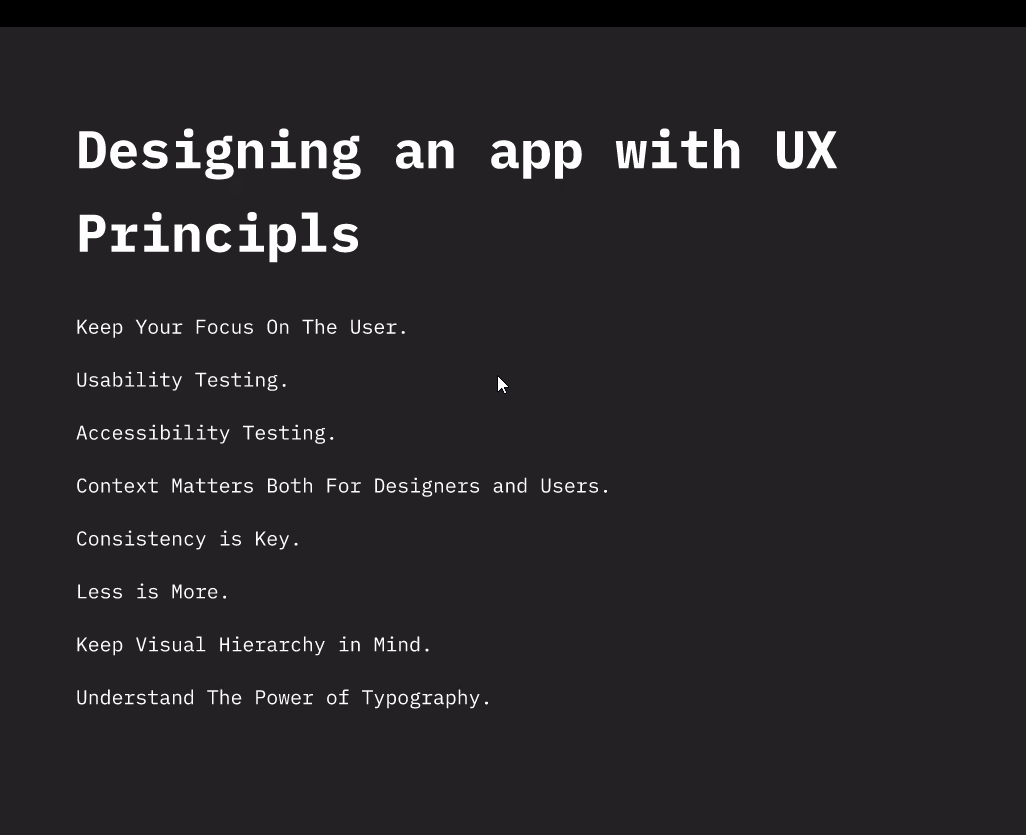 Designing an app with UX
Principls
Keep Your Focus On The User.
Usability Testing.
Accessibility Testing.
Context Matters Both For Designers and Users.
Consistency is Key.
Less is More.
Keep Visual Hierarchy in Mind.
Understand The Power of Typography.